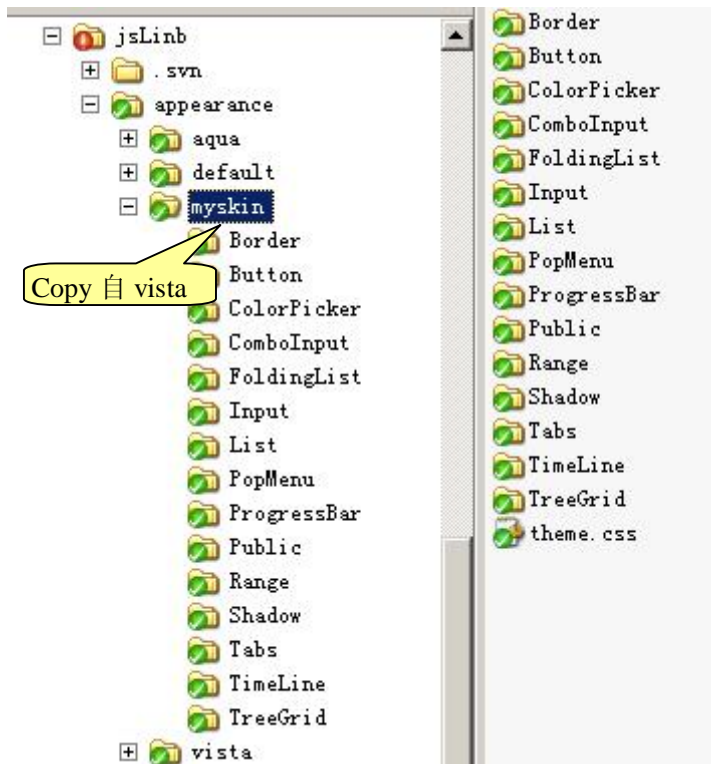 jsLinb
.svn
appearance
aqua
default
myskin
Border
Copy 自 vista
Button
ColorPicker
ComboInput
FoldingList
Input
List
PopMenu
ProgressBar
Public
Range
Shadow
Tabs
TimeLine
TreeGrid
vista
Border
Button
ColorPicker
ComboInput
FoldingList
Input
List
PopMenu
ProgressBar
Public
Range
Shadow
Tabs
TimeLine
TreeGrid
theme.css